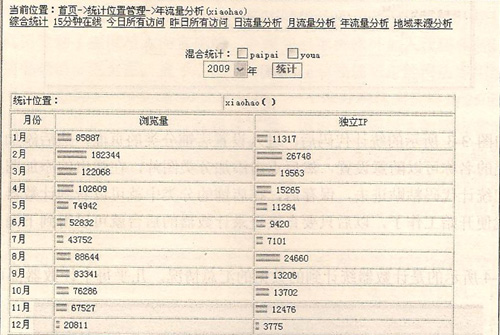 当前位置：首页->统计位置管理->年流量分析(xiaohao)
综合统计 15分钟在线 今日所有访问 昨日所有访问 日流量分析 月流量分析 年流量分析 地域来源分析
混合统计：paipai youa
2009 年 统计
统计位置： xiaohao()
月份 浏览量 独立IP
1月 85887 11317
2月 182344 26748
3月 122068 19563
4月 102609 15265
5月 74942 11284
6月 52832 9420
7月 43752 7101
8月 88644 24660
9月 83341 13206
10月 76286 13702
11月 67527 12476
12月 20811 3775